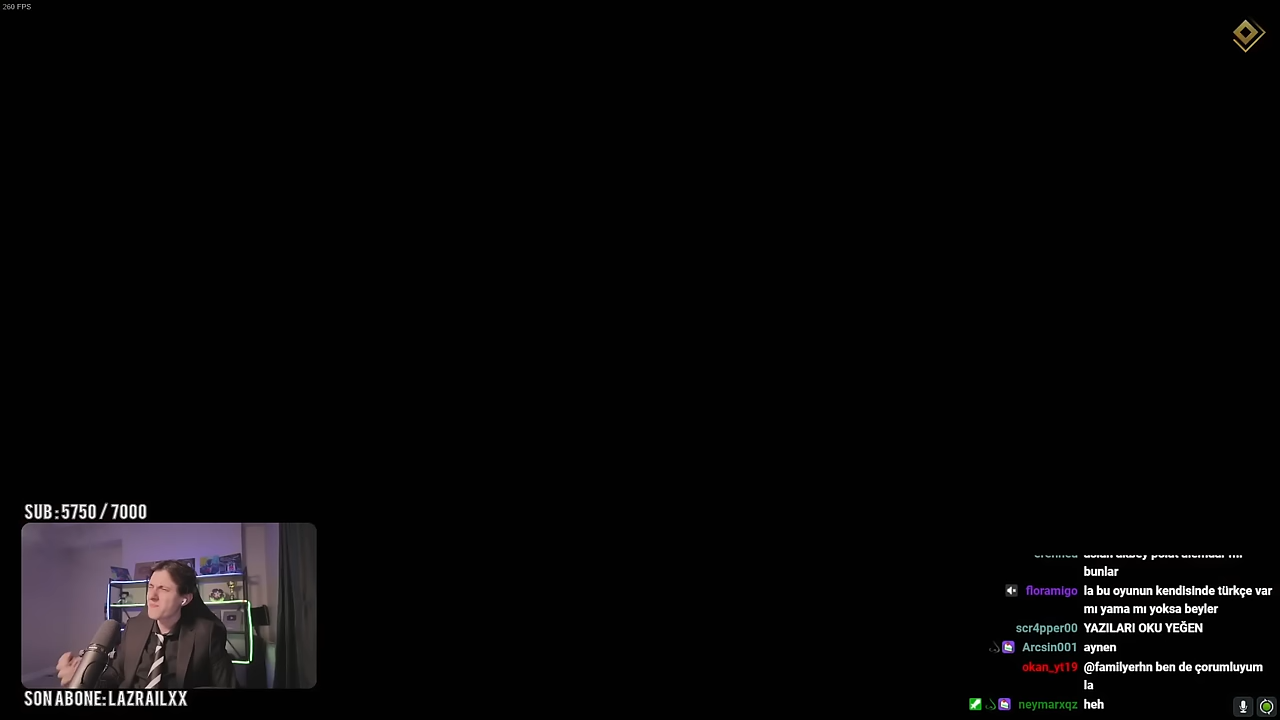 260 FPS
SUB : 5750 / 7000
SON ABONE: LAZRAILXX
bunlar
floramigo la bu oyunun kendisinde türkçe var
mı yama mı yoksa beyler
scr4pper00 YAZILARI OKU YEĞEN
Arcsin001 aynen
okan_yt19 @familyerhn ben de çorumluyum
la
neymarxqz heh